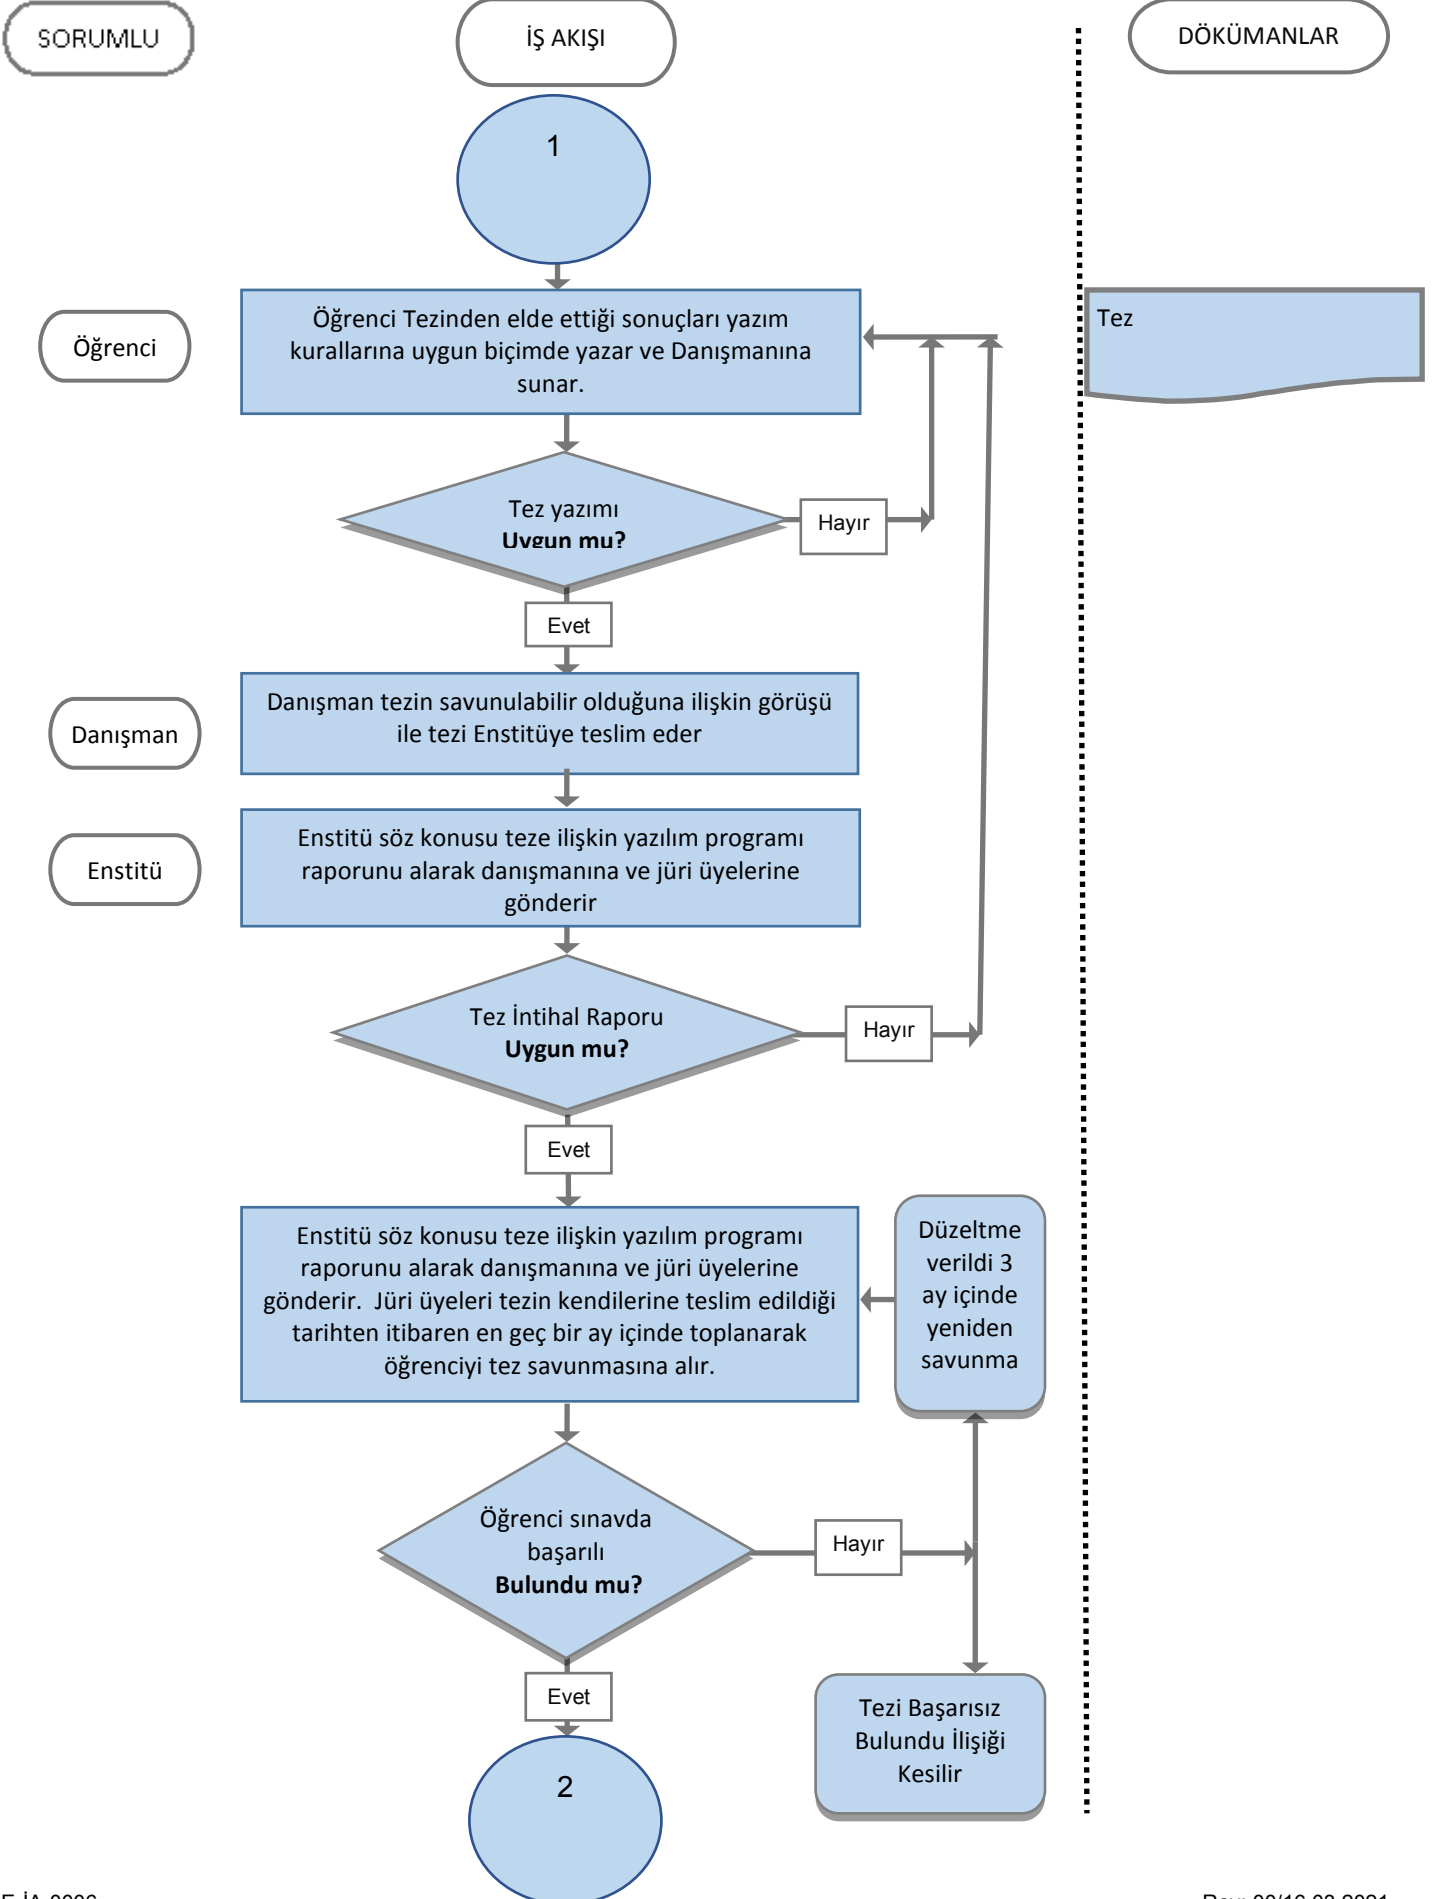 SORUMLU
İŞ AKIŞI
DÖKÜMANLAR
1
Öğrenci
Öğrenci Tezinden elde ettiği sonuçları yazım
kurallarına uygun biçimde yazar ve Danışmanına
sunar.
Tez
Tez yazımı
Uygun mu?
Hayır
Evet
Danışman
Danışman tezin savunulabilir olduğuna ilişkin görüşü
ile tezi Enstitüye teslim eder
Enstitü
Enstitü söz konusu teze ilişkin yazılım programı
raporunu alarak danışmanına ve jüri üyelerine
gönderir
Tez İntihal Raporu
Uygun mu?
Hayır
Evet
Enstitü söz konusu teze ilişkin yazılım programı
raporunu alarak danışmanına ve jüri üyelerine
gönderir. Jüri üyeleri tezin kendilerine teslim edildiği
tarihten itibaren en geç bir ay içinde toplanarak
öğrenciyi tez savunmasına alır.
Düzeltme
verildi 3
ay içinde
yeniden
savunma
Öğrenci sınavda
başarılı
Bulundu mu?
Hayır
Evet
Tezi Başarısız
Bulundu İlişiği
Kesilir
2